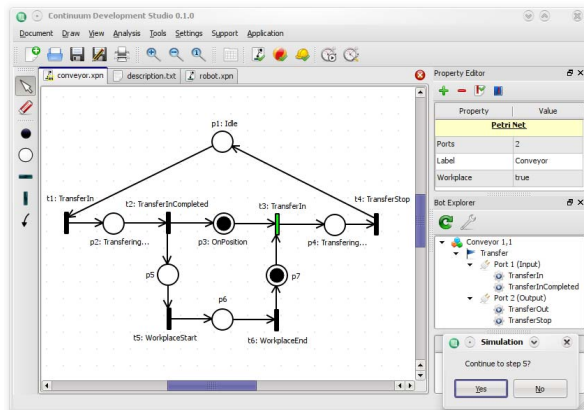 Continuum Development Studio 0.1.0
Document Draw View Analysis Tools Settings Support Application
conveyor.xpn description.txt robot.xpn
p1: Idle
t1: TransferIn
t2: TransferInCompleted
t3: TransferIn
t4: TransferStop
p2: Transfering...
p3: OnPosition
p4: Transfering...
p5
p7
p6
t5: WorkplaceStart
t6: WorkplaceEnd
Property Editor
Property Value
Petri Net
Ports 2
Label Conveyor
Workplace true
Bot Explorer
Conveyor 1,1
Transfer
Port 1 (Input)
TransferIn
TransferInCompleted
Port 2 (Output)
TransferOut
TransferStop
Simulation
Continue to step 5?
Yes No